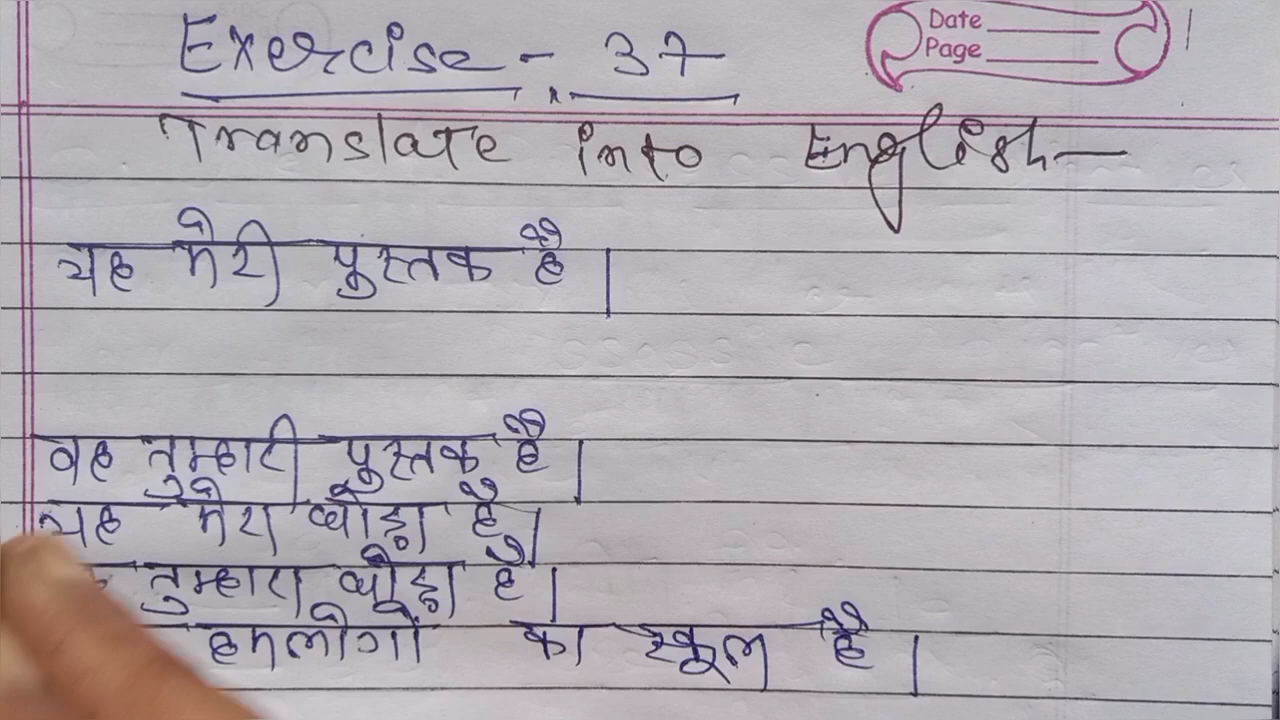 Exercise - 37
Date
Page
Translate into English—
यह मेरी पुस्तक है।
वह तुम्हारी पुस्तक है।
यह मेरा घोड़ा है।
तुम्हारा घोड़ा है।
हमलोगों का स्कूल है।